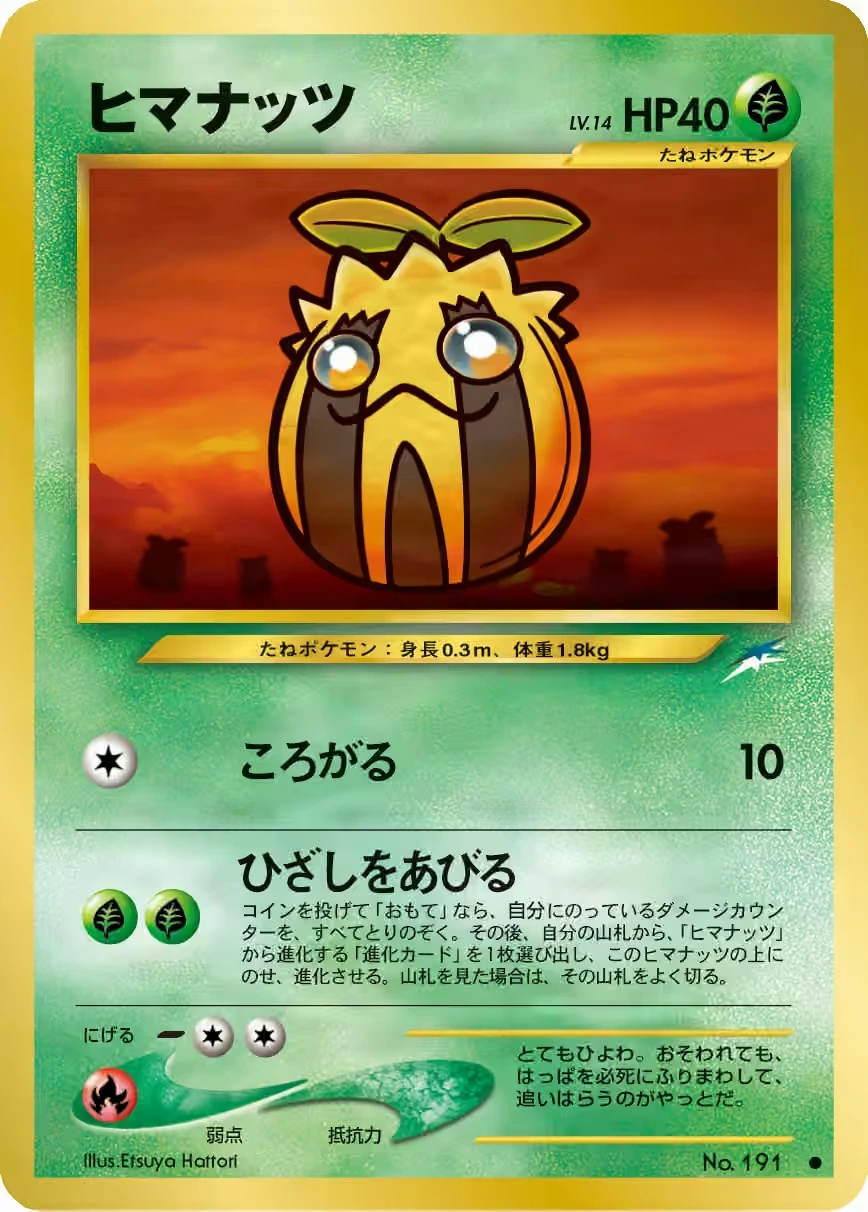 ヒマナッツ
LV.14 HP40
たねポケモン
たねポケモン：身長0.3m、体重1.8kg
ころがる 10
ひざしをあびる
コインを投げて「おもて」なら、自分にのっているダメージカウン
ターを、すべてとりのぞく。その後、自分の山札から、「ヒマナッツ」
から進化する「進化カード」を1枚選び出し、このヒマナッツの上に
のせ、進化させる。山札を見た場合は、その山札をよく切る。
にげる
とてもひよわ。おそわれても、
はっぱを必死にふりまわして、
追いはらうのがやっとだ。
弱点 抵抗力
Illus.Etsuya Hattori No. 191